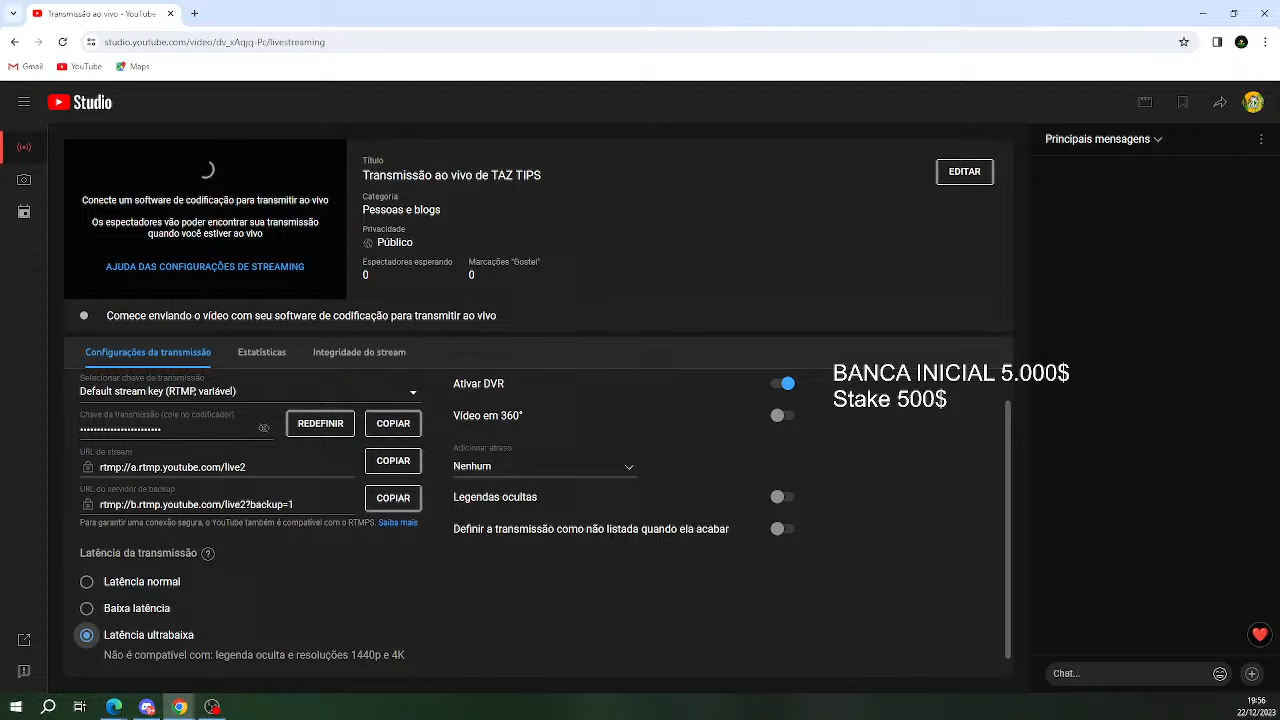 Transmissão ao vivo - YouTube
studio.youtube.com/video/dv_xAqjq-Pc/livestreaming
Gmail
YouTube
Maps
Studio
Conecte um software de codificação para transmitir ao vivo
Os espectadores vão poder encontrar sua transmissão
quando você estiver ao vivo
AJUDA DAS CONFIGURAÇÕES DE STREAMING
Título
Transmissão ao vivo de TAZ TIPS
Categoria
Pessoas e blogs
Privacidade
Público
Espectadores esperando
0
Marcações "Gostei"
0
EDITAR
Principais mensagens
Comece enviando o vídeo com seu software de codificação para transmitir ao vivo
Configurações da transmissão
Estatísticas
Integridade do stream
Selecionar chave da transmissão
Default stream key (RTMP, variável)
Chave da transmissão (cole no codificador)
REDEFINIR
COPIAR
URL de stream
rtmp://a.rtmp.youtube.com/live2
COPIAR
URL do servidor de backup
rtmp://b.rtmp.youtube.com/live2?backup=1
COPIAR
Para garantir uma conexão segura, o YouTube também é compatível com o RTMPS. Saiba mais
Latência da transmissão
Latência normal
Baixa latência
Latência ultrabaixa
Não é compatível com: legenda oculta e resoluções 1440p e 4K
Ativar DVR
Vídeo em 360°
Adicionar atraso
Nenhum
Legendas ocultas
Definir a transmissão como não listada quando ela acabar
BANCA INICIAL 5.000$
Stake 500$
Chat...
19:56
22/12/2023